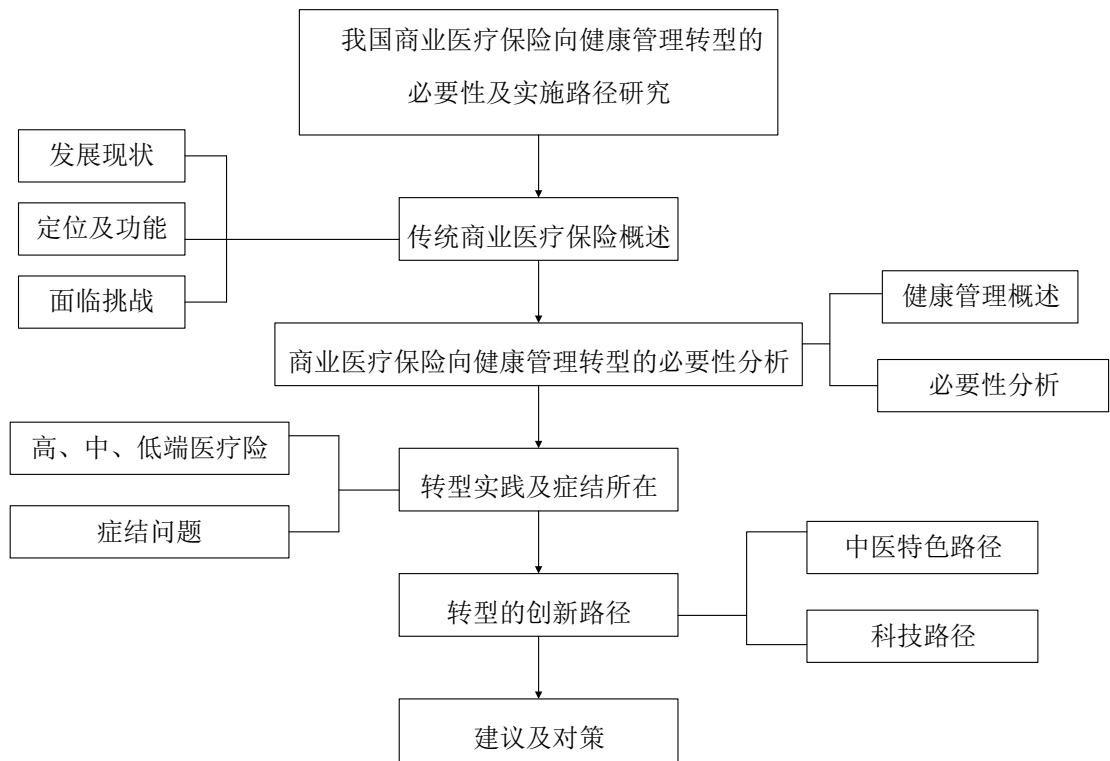 我国商业医疗保险向健康管理转型的
必要性及实施路径研究
发展现状
定位及功能
面临挑战
传统商业医疗保险概述
商业医疗保险向健康管理转型的必要性分析
健康管理概述
必要性分析
高、中、低端医疗险
症结问题
转型实践及症结所在
转型的创新路径
中医特色路径
科技路径
建议及对策